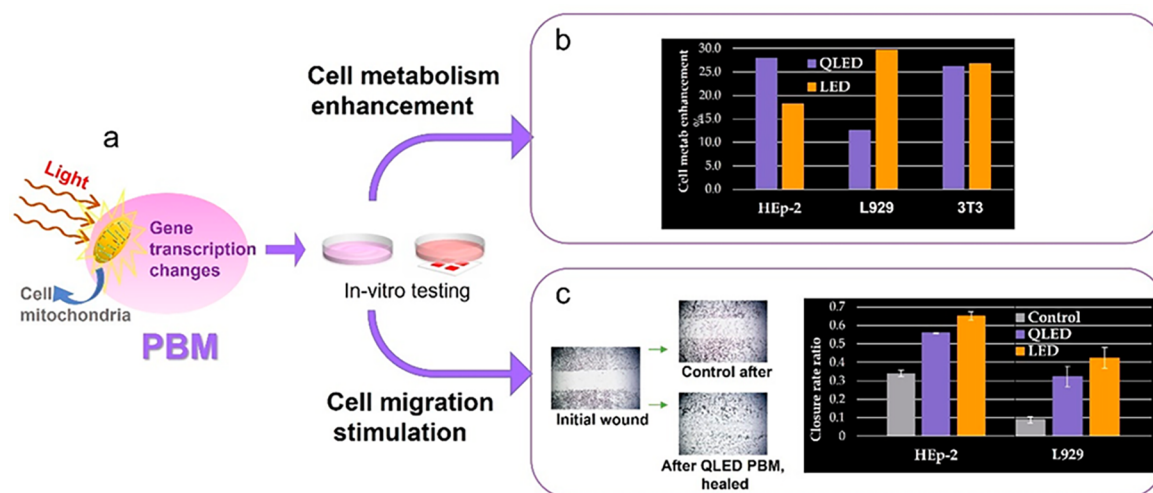 a
Light
Gene
transcription
changes
Cell
mitochondria
PBM
In-vitro testing
Cell metabolism
enhancement
Cell migration
stimulation
b
Cell metab enhancement
%
30.0
25.0
20.0
15.0
10.0
5.0
0.0
QLED
LED
HEp-2 L929 3T3
c
Initial wound
Control after
After QLED PBM,
healed
Closure rate ratio
0.7
0.6
0.5
0.4
0.3
0.2
0.1
0
Control
QLED
LED
HEp-2 L929